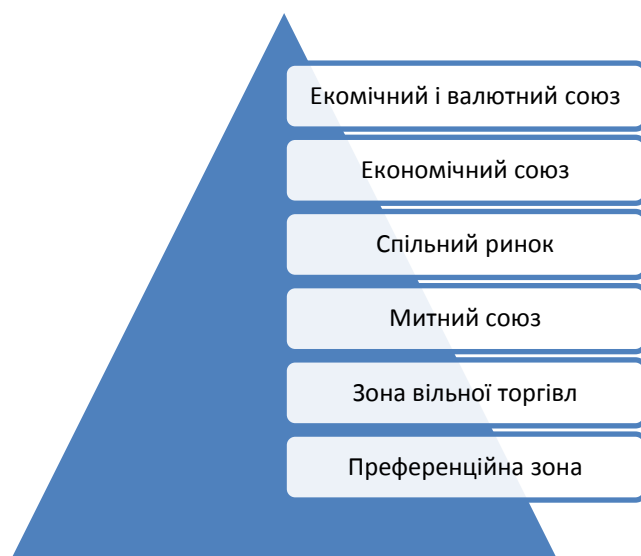 Екомічний і валютний союз
Економічний союз
Спільний ринок
Митний союз
Зона вільної торгівл
Преференційна зона